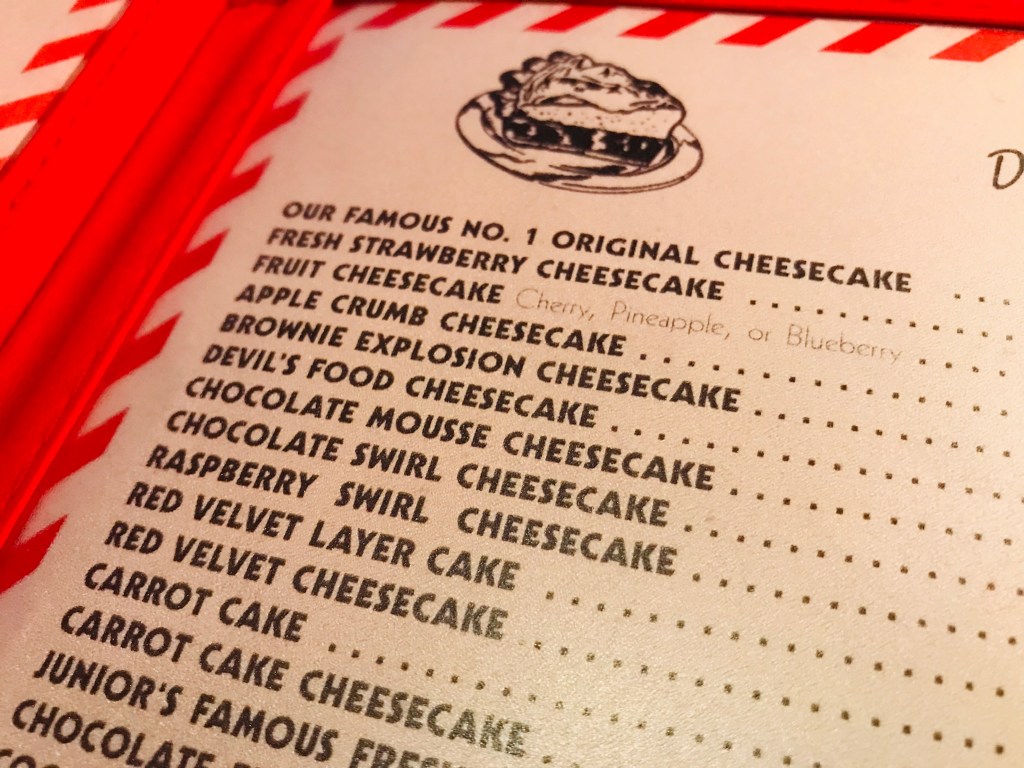 D
OUR FAMOUS NO. 1 ORIGINAL CHEESECAKE ...
FRESH STRAWBERRY CHEESECAKE ...........
FRUIT CHEESECAKE Cherry, Pineapple, or Blueberry ....
APPLE CRUMB CHEESECAKE ...............
BROWNIE EXPLOSION CHEESECAKE ...........
DEVIL'S FOOD CHEESECAKE ................
CHOCOLATE MOUSSE CHEESECAKE ...........
CHOCOLATE SWIRL CHEESECAKE .............
RASPBERRY SWIRL CHEESECAKE .............
RED VELVET LAYER CAKE ..................
RED VELVET CHEESECAKE ..................
CARROT CAKE ..........................
CARROT CAKE CHEESECAKE ................
JUNIOR'S FAMOUS FRESH
CHOCOLATE